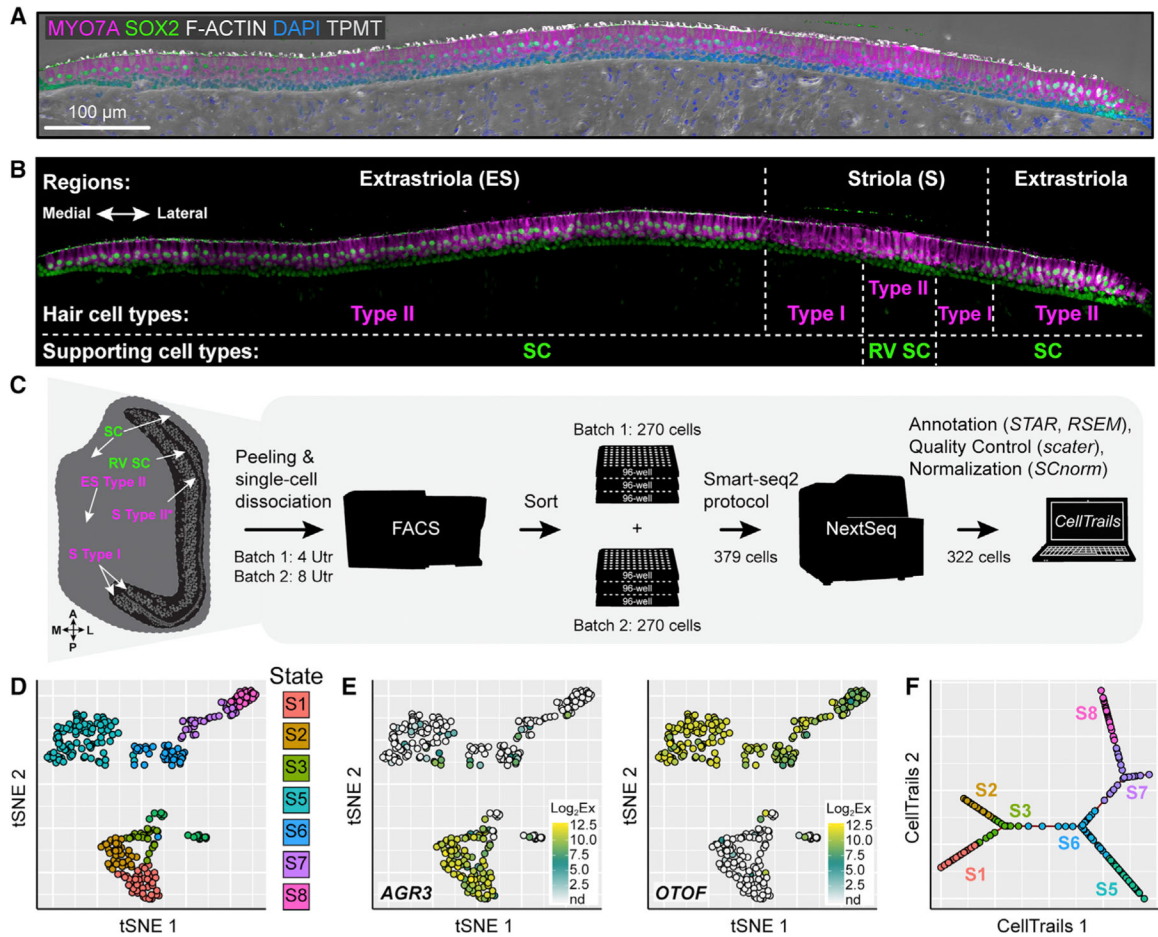 A
MYO7A SOX2 F-ACTIN DAPI TPMT
100 µm
B
Regions: Extrastriola (ES) Striola (S) Extrastriola
Medial Lateral
Type II
Hair cell types: Type II Type I Type I Type II
Supporting cell types: SC RV SC SC
C
SC
RV SC
ES Type II
S Type II*
S Type I
A
M L
P
Peeling &
single-cell
dissociation
Batch 1: 4 Utr
Batch 2: 8 Utr
FACS
Sort
Batch 1: 270 cells
96-well
96-well
96-well
+
96-well
96-well
96-well
Batch 2: 270 cells
Smart-seq2
protocol
379 cells
NextSeq
Annotation (STAR, RSEM),
Quality Control (scater),
Normalization (SCnorm)
322 cells
CellTrails
D
tSNE 2
tSNE 1
State
S1
S2
S3
S5
S6
S7
S8
E
tSNE 2
AGR3
Log₂Ex
12.5
10.0
7.5
5.0
2.5
nd
tSNE 1
tSNE 2
OTOF
Log₂Ex
12.5
10.0
7.5
5.0
2.5
nd
tSNE 1
F
CellTrails 2
S8
S7
S2
S3
S6
S1
S5
CellTrails 1